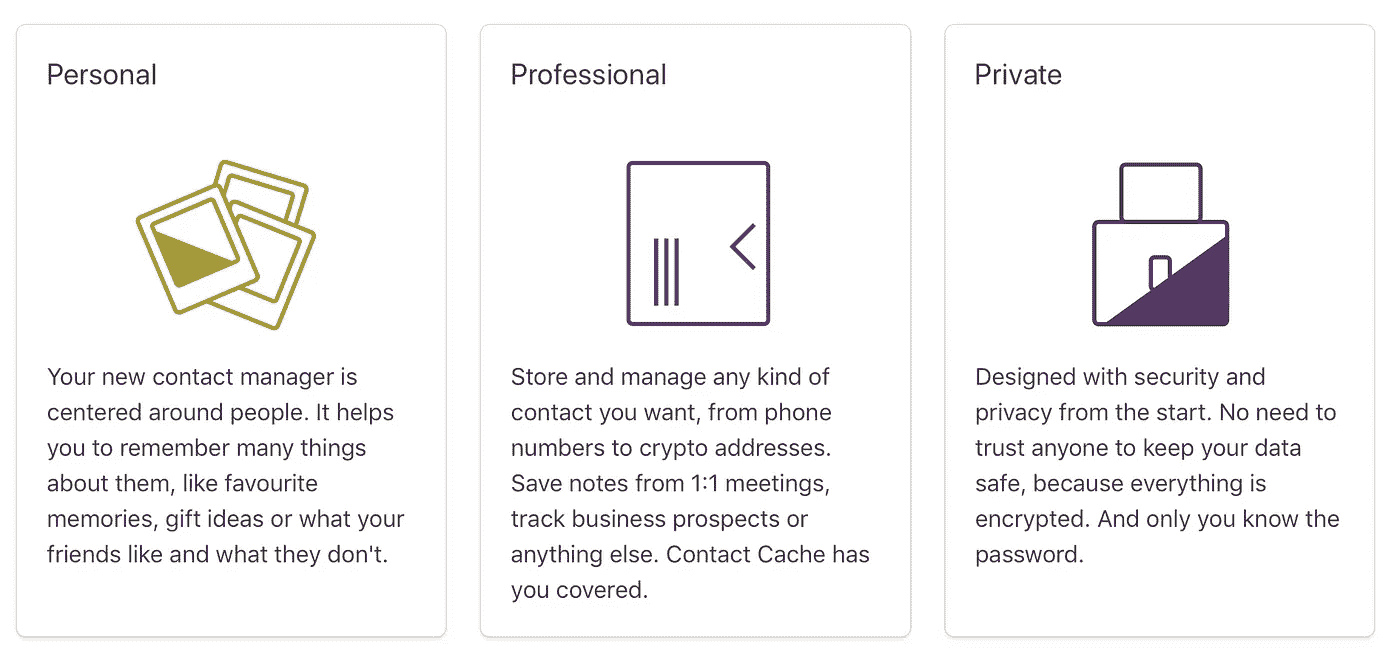 Personal
Your new contact manager is
centered around people. It helps
you to remember many things
about them, like favourite
memories, gift ideas or what your
friends like and what they don't.
Professional
Store and manage any kind of
contact you want, from phone
numbers to crypto addresses.
Save notes from 1:1 meetings,
track business prospects or
anything else. Contact Cache has
you covered.
Private
Designed with security and
privacy from the start. No need to
trust anyone to keep your data
safe, because everything is
encrypted. And only you know the
password.